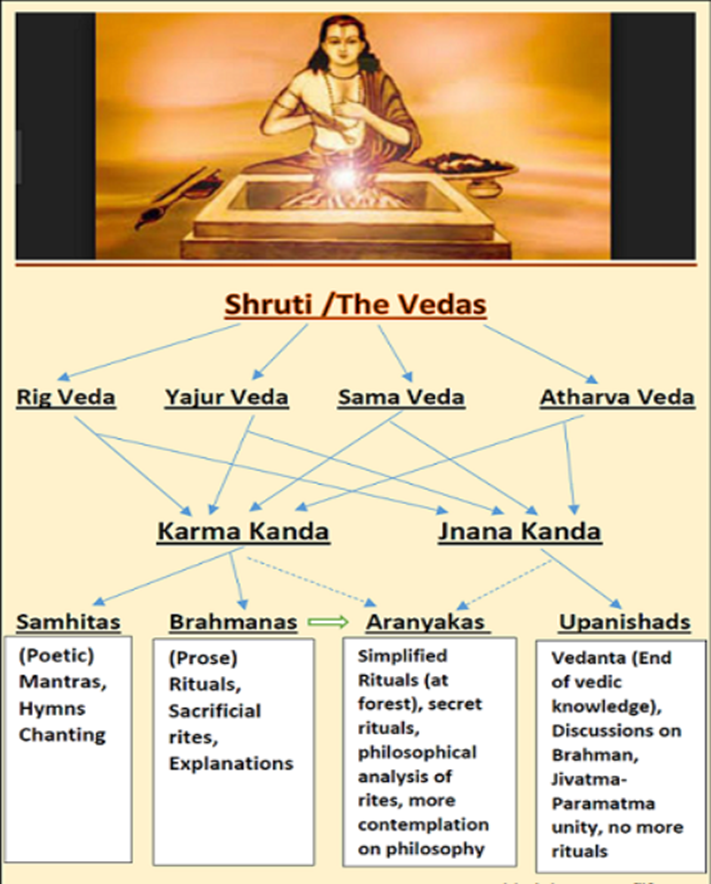 Shruti /The Vedas
Rig Veda
Yajur Veda
Sama Veda
Atharva Veda
Karma Kanda
Jnana Kanda
Samhitas
Brahmanas
Aranyakas
Upanishads
(Poetic)
Mantras,
Hymns
Chanting
(Prose)
Rituals,
Sacrificial
rites,
Explanations
Simplified
Rituals (at
forest), secret
rituals,
philosophical
analysis of
rites, more
contemplation
on philosophy
Vedanta (End
of vedic
knowledge),
Discussions on
Brahman,
Jivatma-
Paramatma
unity, no more
rituals